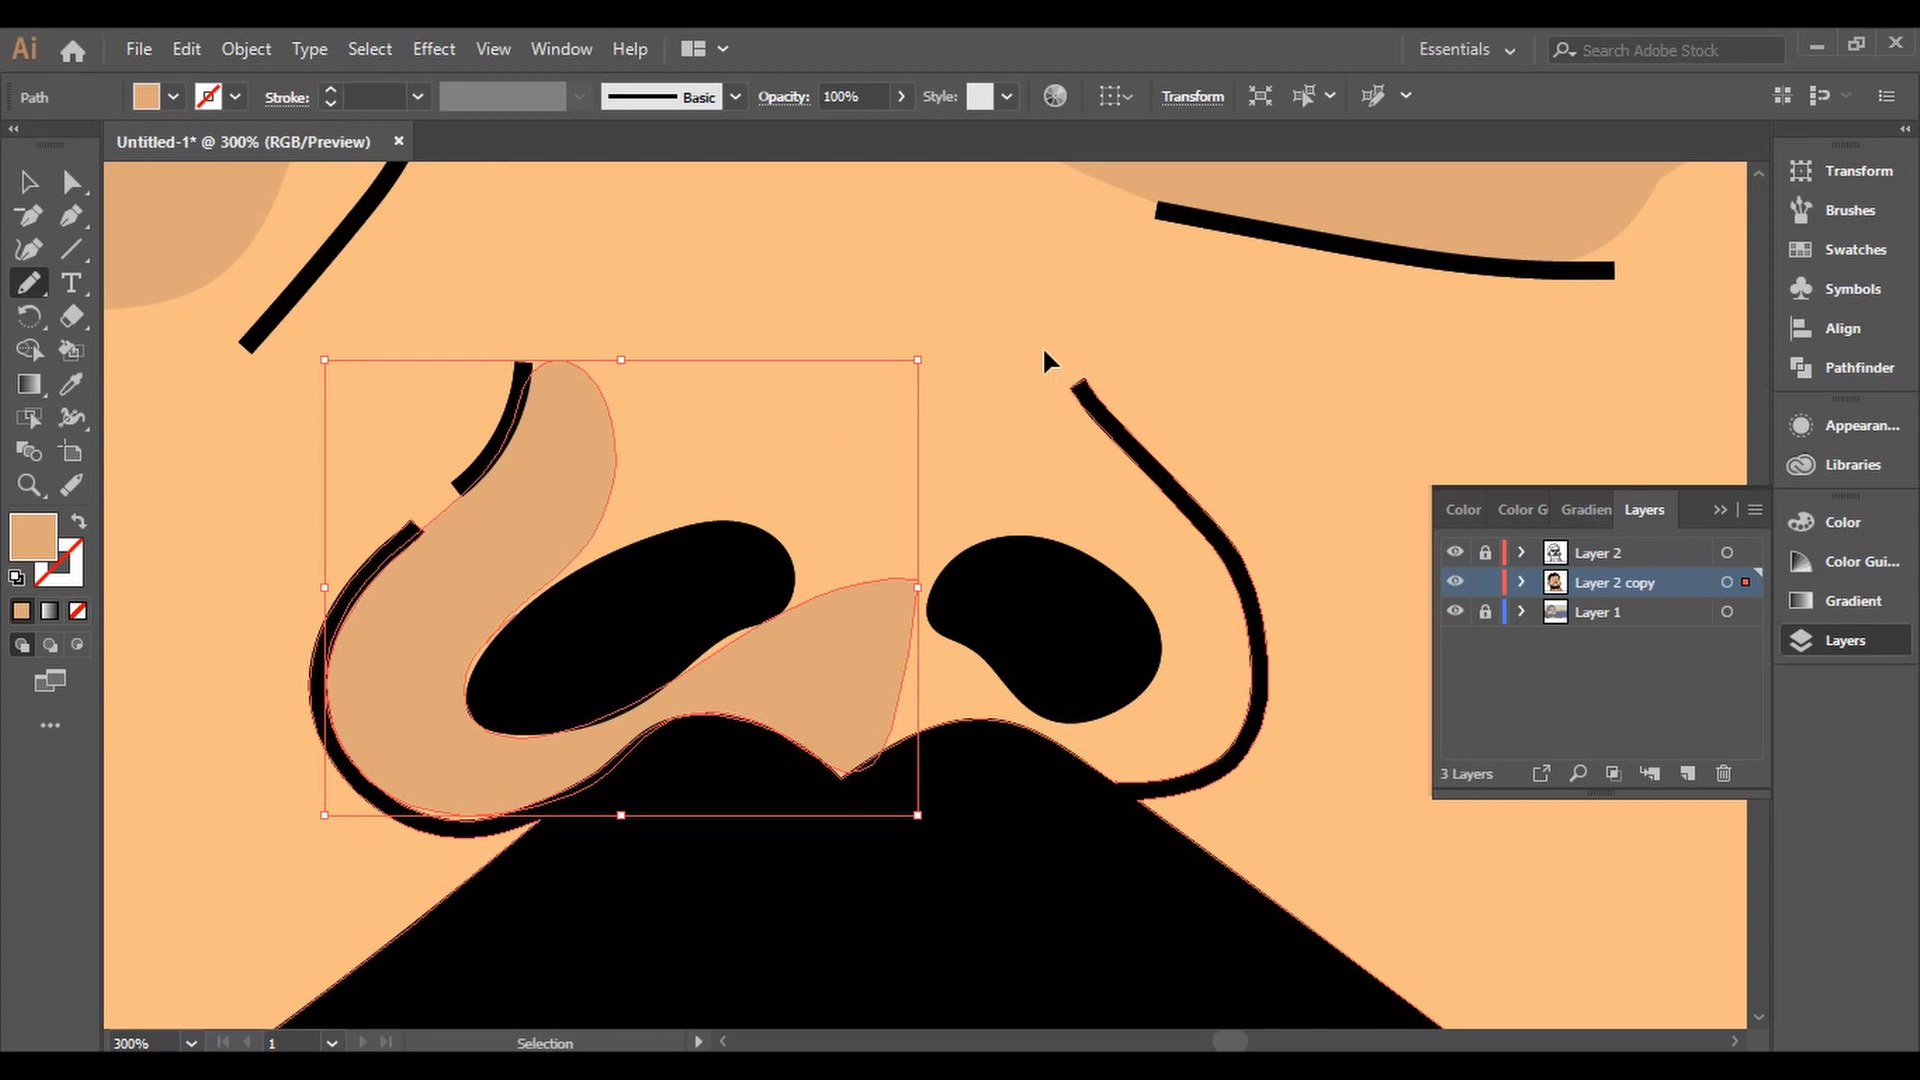 Ai File Edit Object Type Select Effect View Window Help Essentials Search Adobe Stock
Path Stroke: Basic Opacity: 100% Style: Transform
Untitled-1* @ 300% (RGB/Preview) ×
Transform
Brushes
Swatches
Symbols
Align
Pathfinder
Appearan...
Libraries
Color
Color Gui...
Gradient
Layers
Color Color G Gradien Layers
Layer 2
Layer 2 copy
Layer 1
3 Layers
300% 1 Selection